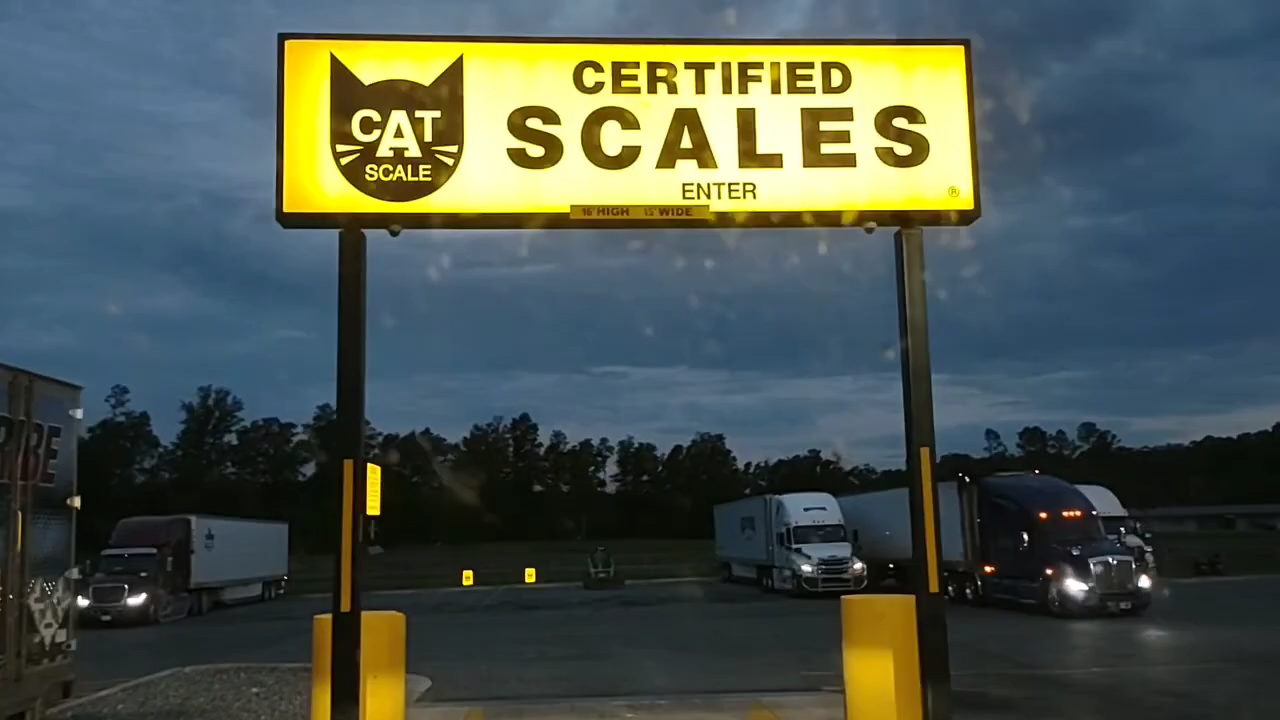 CAT
SCALE
CERTIFIED
SCALES
ENTER
®
16' HIGH 15' WIDE